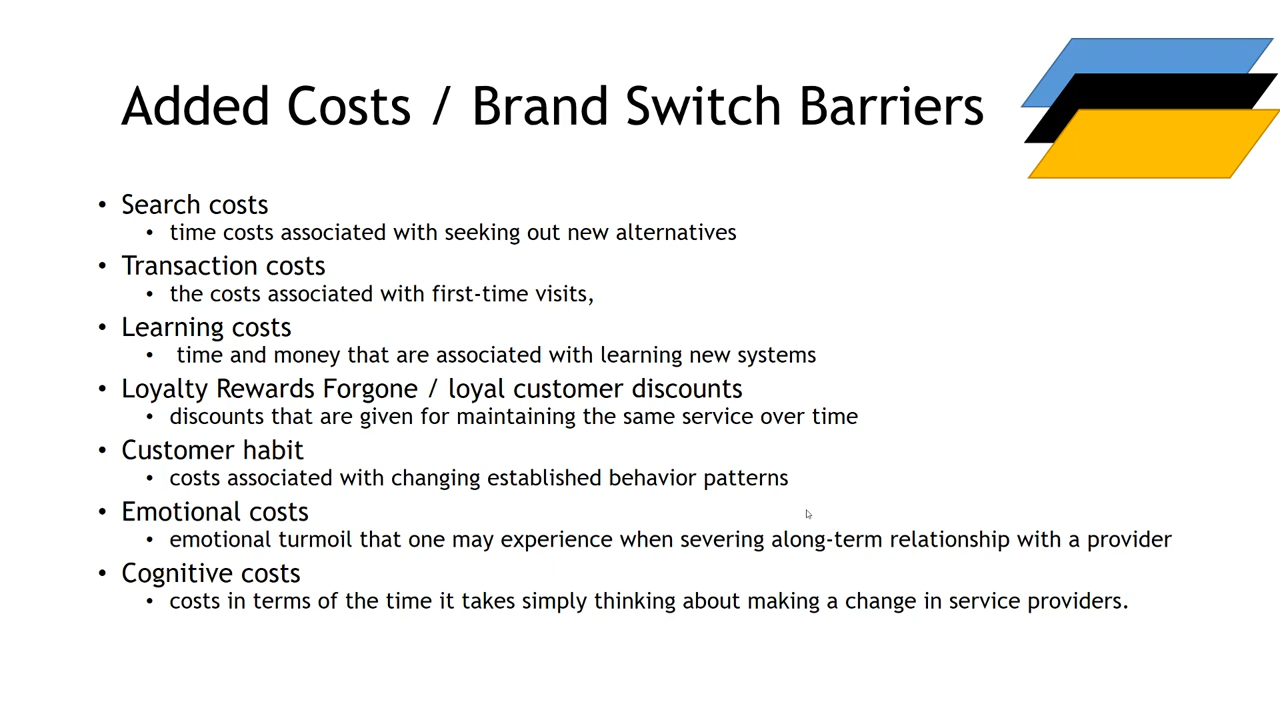 Added Costs / Brand Switch Barriers
• Search costs
• time costs associated with seeking out new alternatives
• Transaction costs
• the costs associated with first-time visits,
• Learning costs
• time and money that are associated with learning new systems
• Loyalty Rewards Forgone / loyal customer discounts
• discounts that are given for maintaining the same service over time
• Customer habit
• costs associated with changing established behavior patterns
• Emotional costs
• emotional turmoil that one may experience when severing along-term relationship with a provider
• Cognitive costs
• costs in terms of the time it takes simply thinking about making a change in service providers.